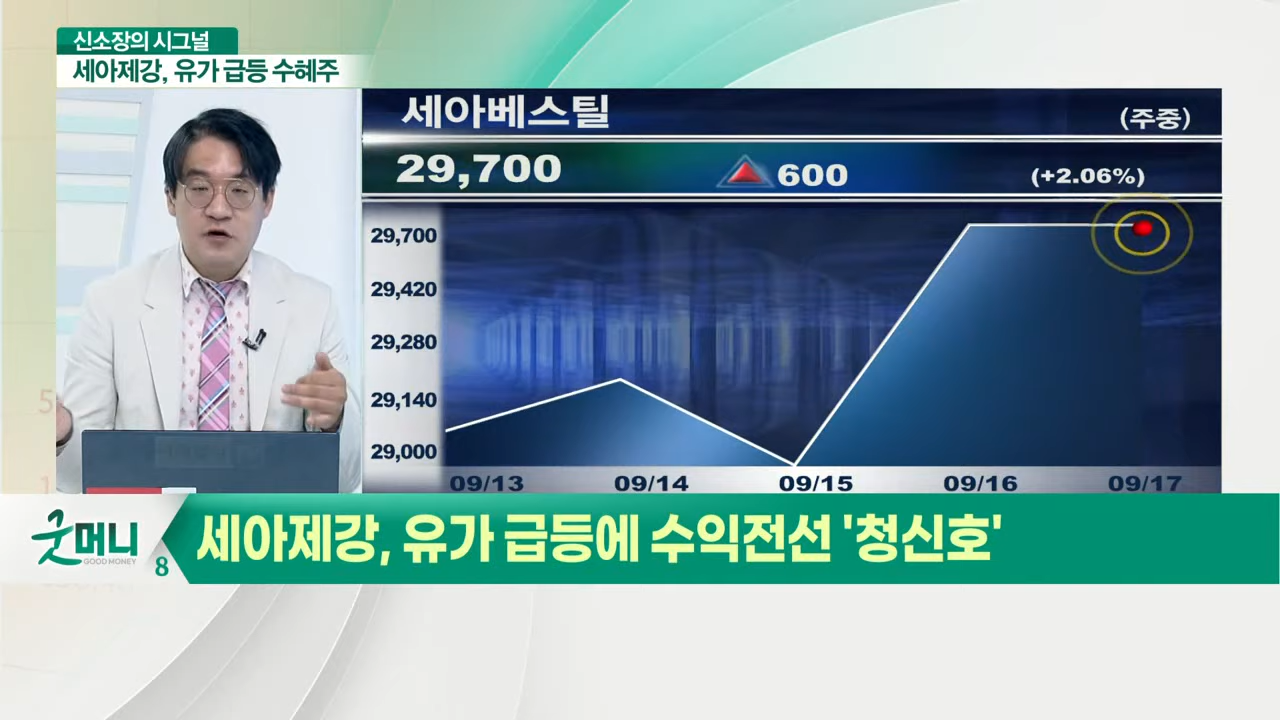 신소장의 시그널
세아제강, 유가 급등 수혜주
세아베스틸
(주중)
29,700
600
(+2.06%)
29,700
29,420
29,280
29,140
29,000
09/13 09/14 09/15 09/16 09/17
5
1
굿머니
GOOD MONEY
8
세아제강, 유가 급등에 수익전선 '청신호'